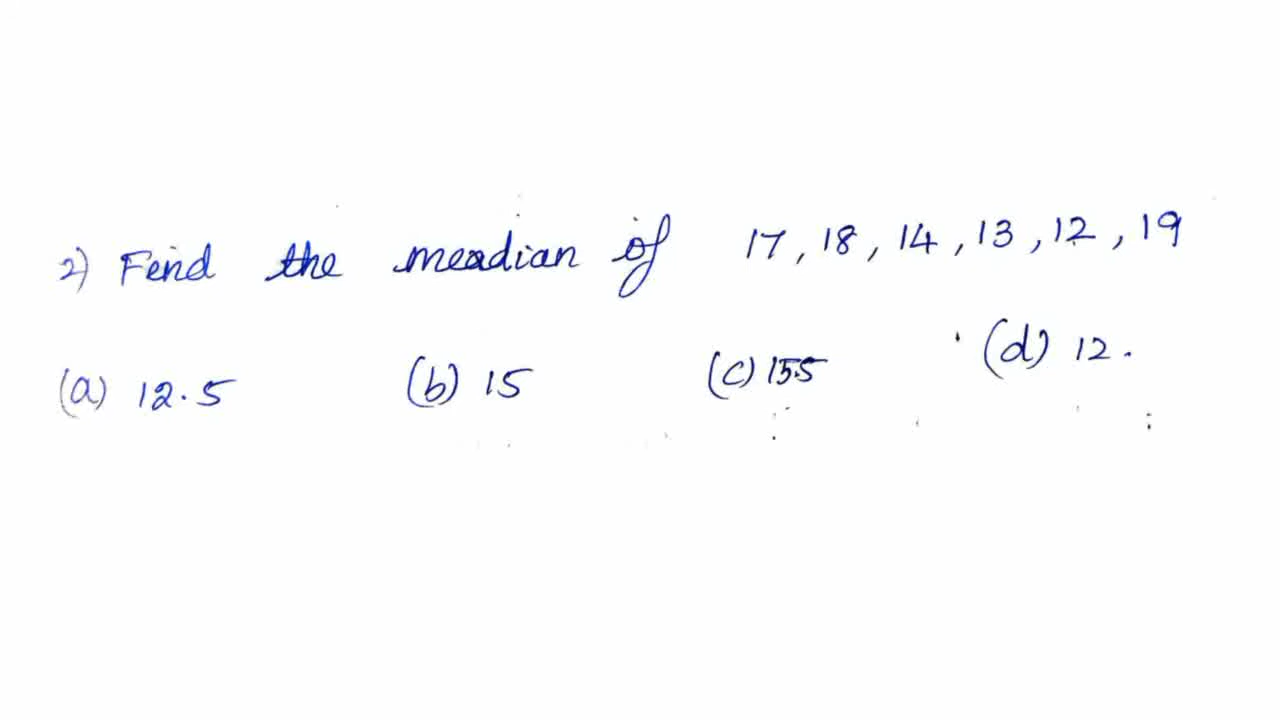 2) Find the meadian of 17, 18, 14, 13, 12, 19
(a) 12.5 (b) 15 (c) 15.5 (d) 12.